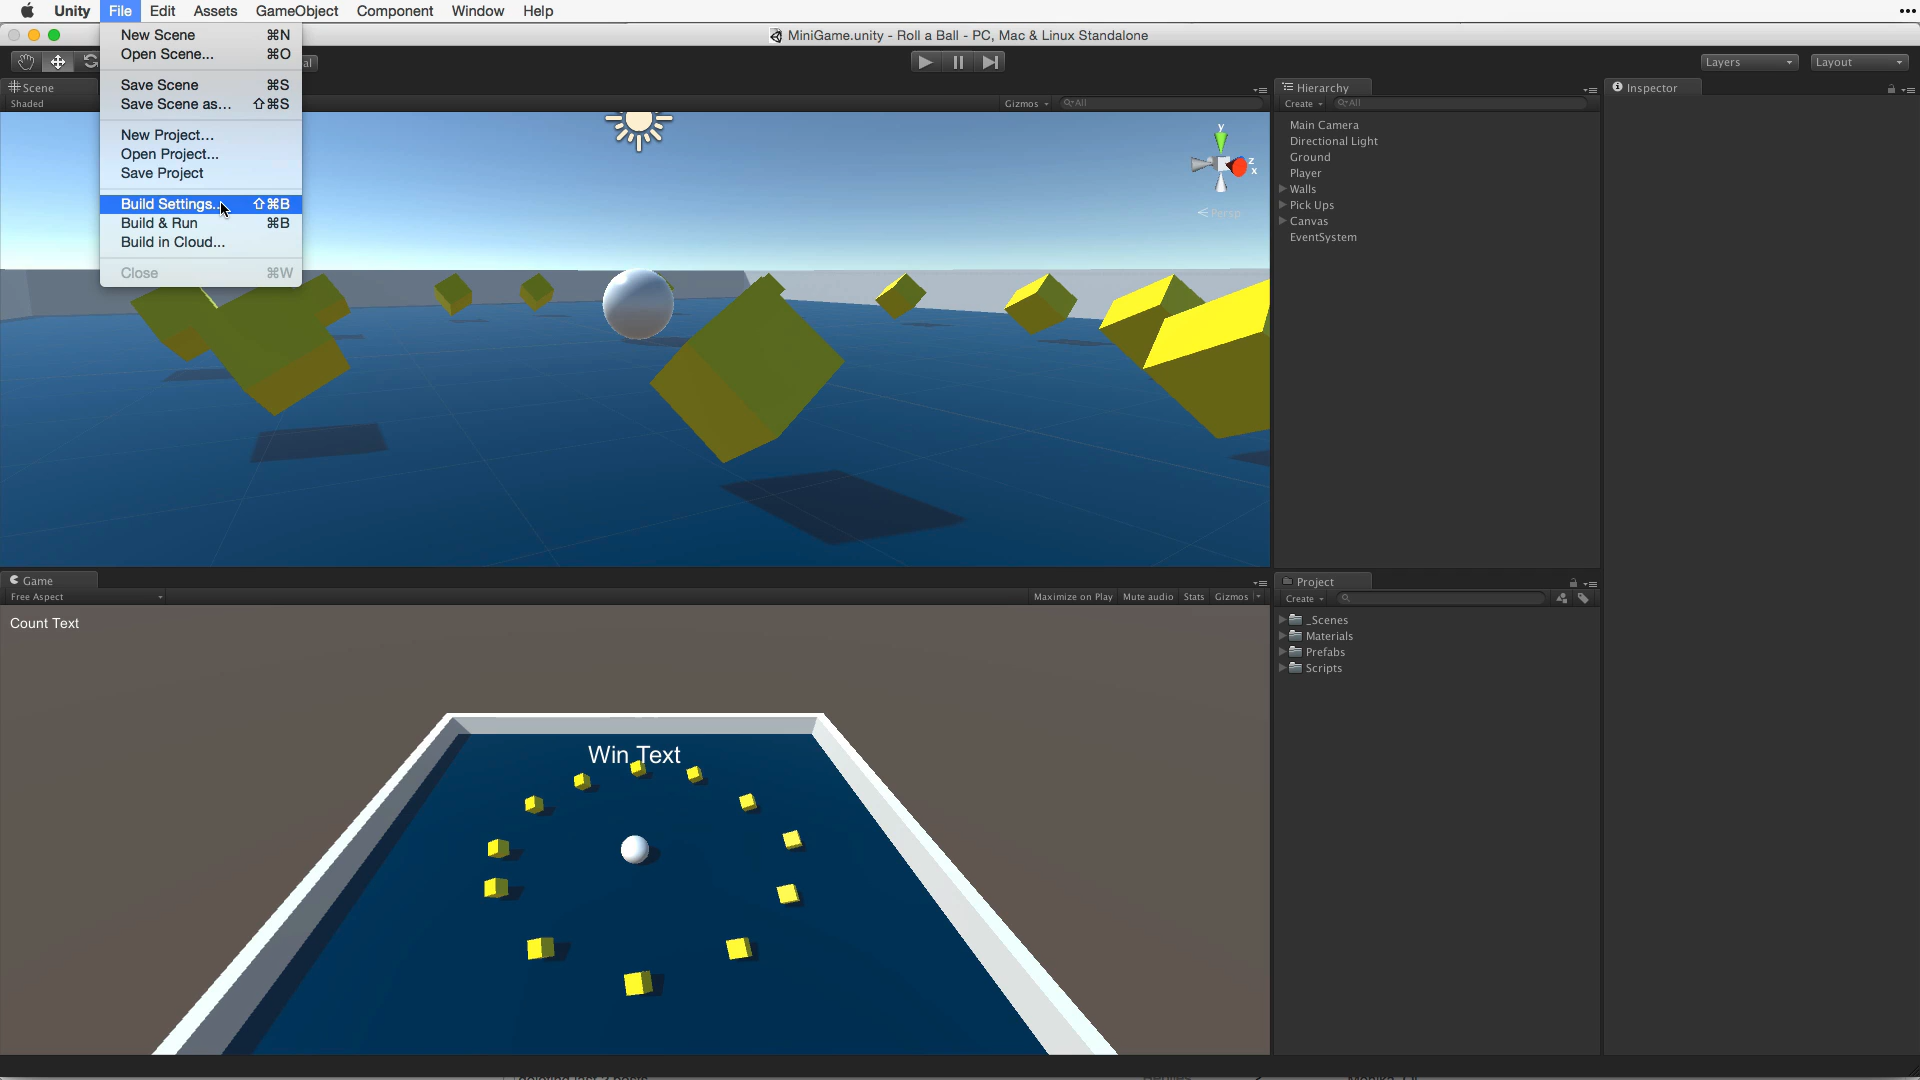 Unity File Edit Assets GameObject Component Window Help
MiniGame.unity - Roll a Ball - PC, Mac & Linux Standalone
New Scene ⌘N
Open Scene... ⌘O
Save Scene ⌘S
Save Scene as... ⇧⌘S
New Project...
Open Project...
Save Project
Build Settings... ⇧⌘B
Build & Run ⌘B
Build in Cloud...
Close ⌘W
Layers
Layout
Scene
Shaded
Gizmos
All
y
z
x
Persp
Hierarchy
Create
All
Main Camera
Directional Light
Ground
Player
Walls
Pick Ups
Canvas
EventSystem
Inspector
Game
Free Aspect
Maximize on Play Mute audio Stats Gizmos
Count Text
Win Text
Project
Create
_Scenes
Materials
Prefabs
Scripts